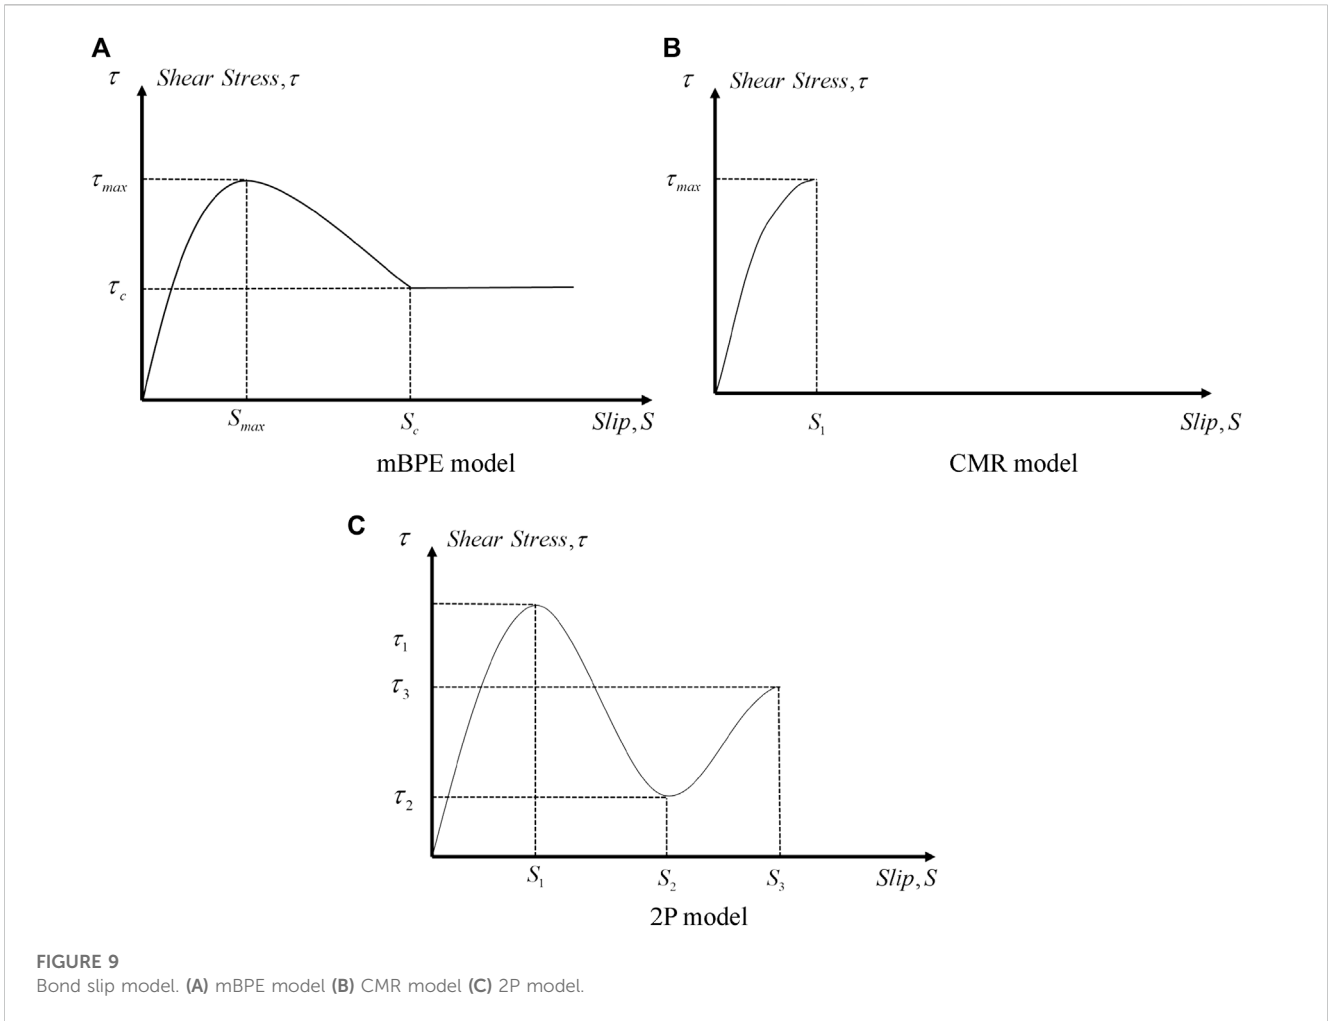 A
τ Shear Stress,τ
τmax
τc
Smax Sc Slip,S
mBPE model
B
τ Shear Stress,τ
τmax
S1 Slip,S
CMR model
C
τ Shear Stress,τ
τ1
τ3
τ2
S1 S2 S3 Slip,S
2P model
FIGURE 9
Bond slip model. (A) mBPE model (B) CMR model (C) 2P model.